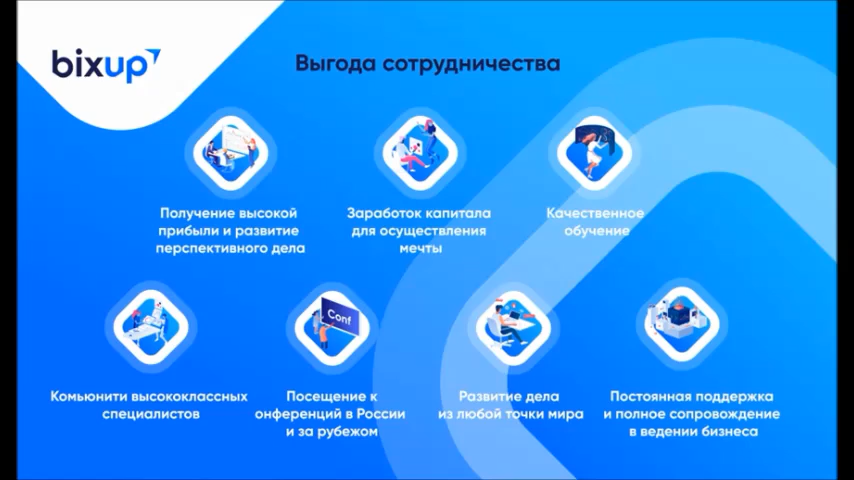 bixup
Выгода сотрудничества
Получение высокой
прибыли и развитие
перспективного дела
Заработок капитала
для осуществления
мечты
Качественное
обучение
Комьюнити высококлассных
специалистов
Conf
Посещение к
онференций в России
и за рубежом
Развитие дела
из любой точки мира
Постоянная поддержка
и полное сопровождение
в ведении бизнеса